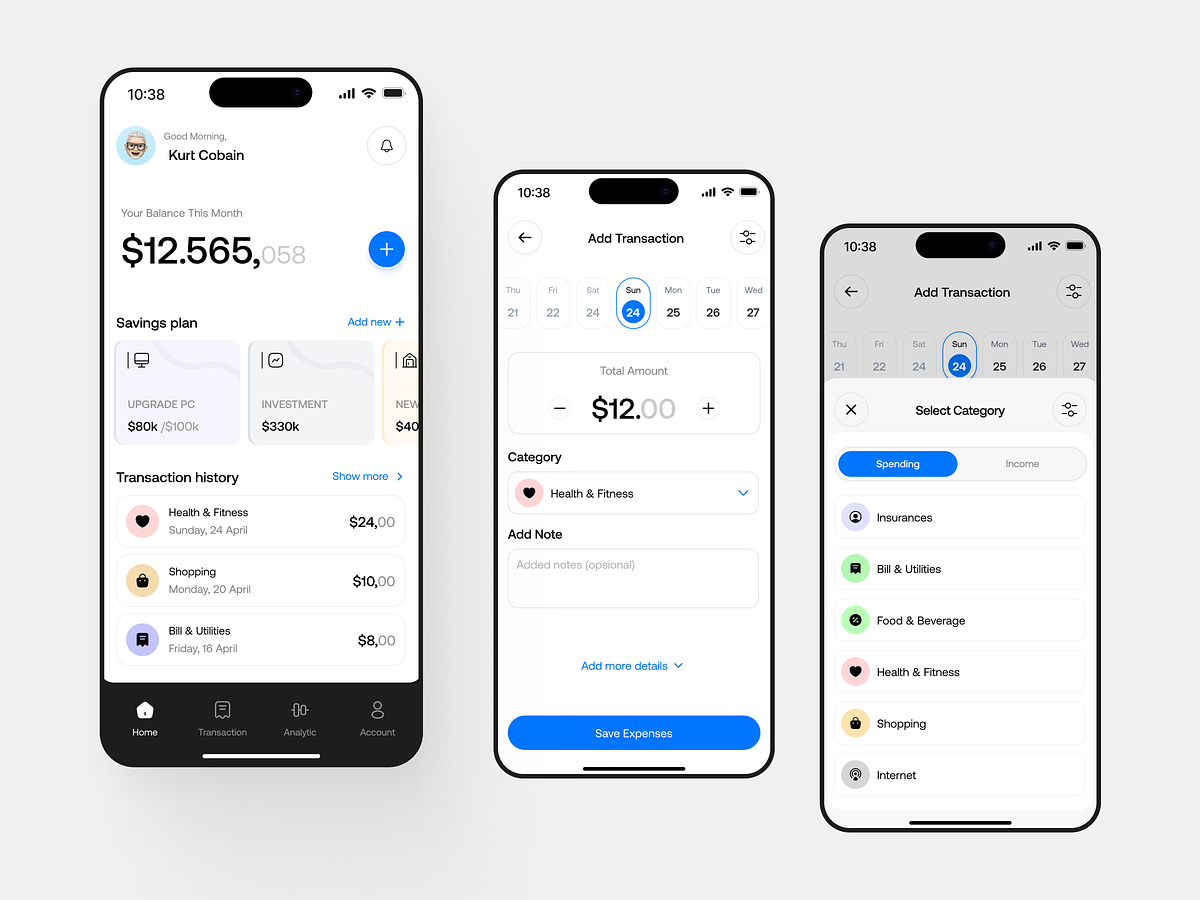 10:38
Good Morning,
Kurt Cobain
Your Balance This Month
$12.565,058
Savings plan
Add new +
UPGRADE PC
$80k /$100k
INVESTMENT
$330k
NEW
$40
Transaction history
Show more
Health & Fitness
Sunday, 24 April
$24,00
Shopping
Monday, 20 April
$10,00
Bill & Utilities
Friday, 16 April
$8,00
Home
Transaction
Analytic
Account
10:38
Add Transaction
Thu Fri Sat Sun Mon Tue Wed
21 22 24 24 25 26 27
Total Amount
$12.00
Category
Health & Fitness
Add Note
Added notes (optional)
Add more details
Save Expenses
10:38
Add Transaction
Thu Fri Sat Sun Mon Tue Wed
21 22 24 24 25 26 27
Select Category
Spending
Income
Insurances
Bill & Utilities
Food & Beverage
Health & Fitness
Shopping
Internet